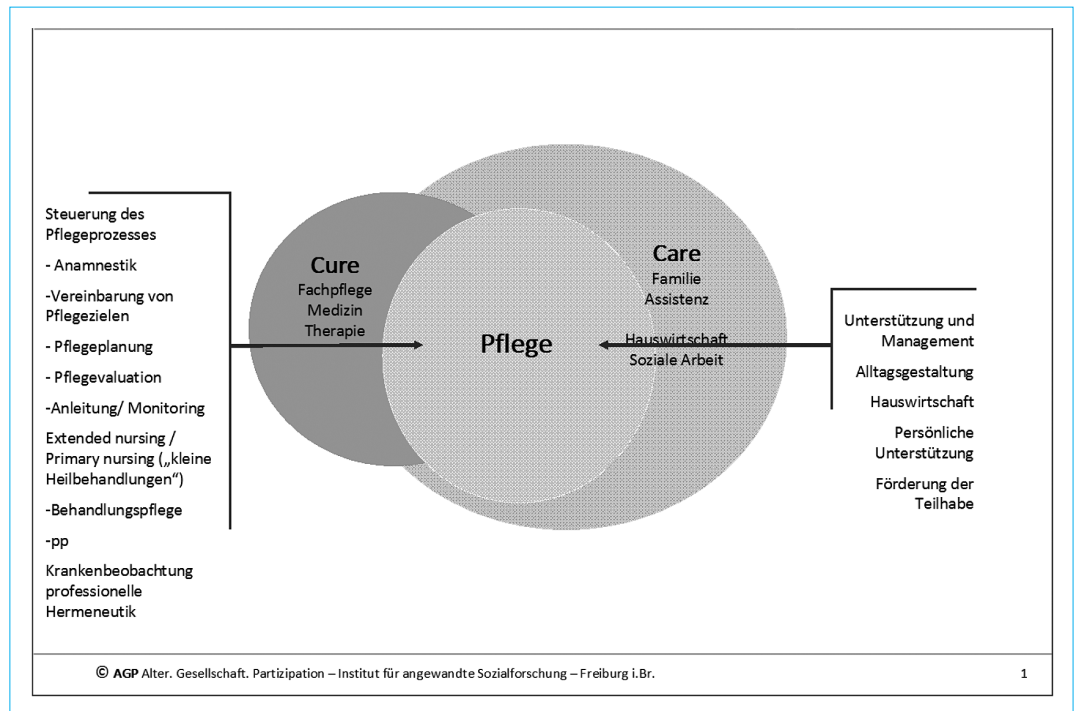 Steuerung des
Pflegeprozesses
- Anamnestik
-Vereinbarung von
Pflegezielen
- Pflegeplanung
- Pflegevaluation
-Anleitung/ Monitoring
Extended nursing /
Primary nursing („kleine
Heilbehandlungen“)
-Behandlungspflege
-pp
Krankenbeobachtung
professionelle
Hermeneutik
Cure
Fachpflege
Medizin
Therapie
Pflege
Care
Familie
Assistenz
Hauswirtschaft
Soziale Arbeit
Unterstützung und
Management
Alltagsgestaltung
Hauswirtschaft
Persönliche
Unterstützung
Förderung der
Teilhabe
© AGP Alter. Gesellschaft. Partizipation – Institut für angewandte Sozialforschung – Freiburg i.Br.
1